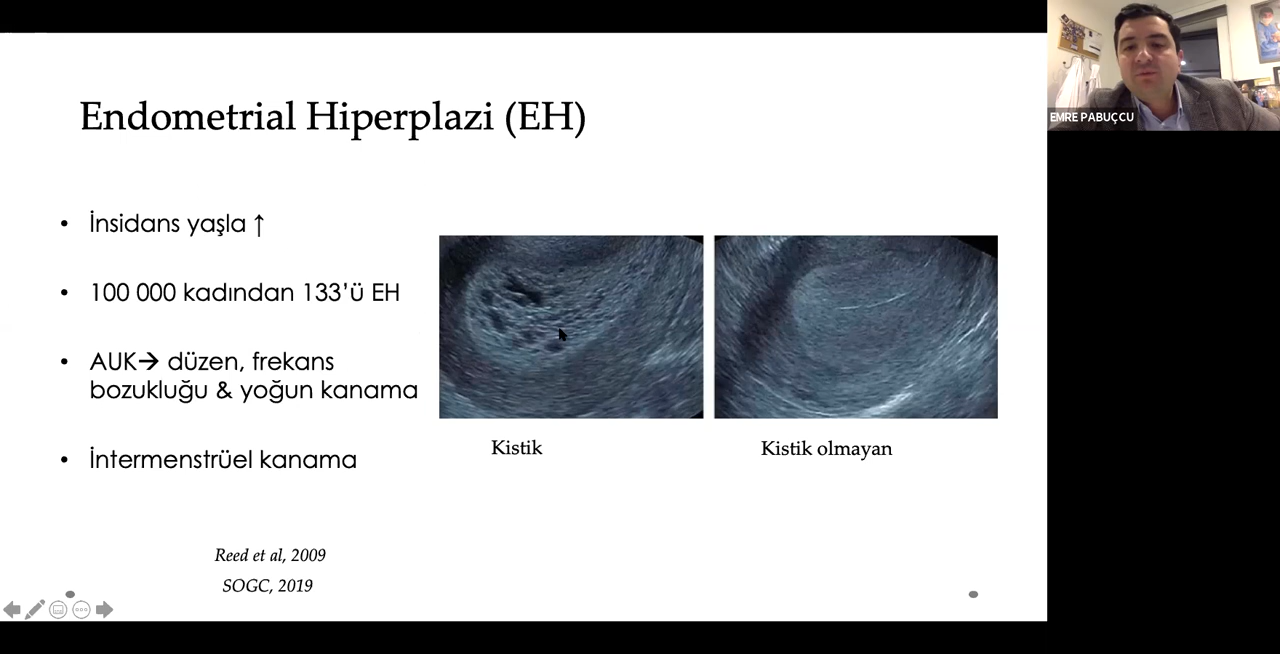 Endometrial Hiperplazi (EH)
• İnsidans yaşla ↑
• 100 000 kadından 133’ü EH
• AUK→ düzen, frekans
bozukluğu & yoğun kanama
• İntermenstrüel kanama
Kistik
Kistik olmayan
Reed et al, 2009
SOGC, 2019
EMRE PABUÇCU